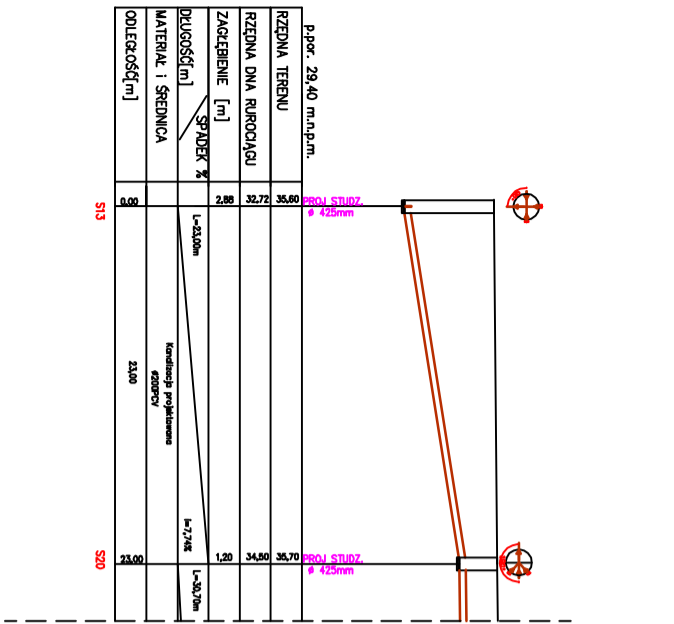 p.por. 29,40 m.n.p.m.
RZĘDNA TERENU
35,60
35,70
RZĘDNA DNA RUROCIĄGU
32,72
34,50
ZAGŁĘBIENIE [m]
2,88
1,20
DŁUGOŚĆ[m]
SPADEK %
L=23,00m
i=7,74%
L=30,70m
MATERIAŁ i ŚREDNICA
Kanalizacja projektowana
ø200PCV
ODLEGŁOŚĆ[m]
0.00
23,00
23.00
S13
S20
PROJ STUDZ.
ø 425mm
PROJ STUDZ.
ø 425mm